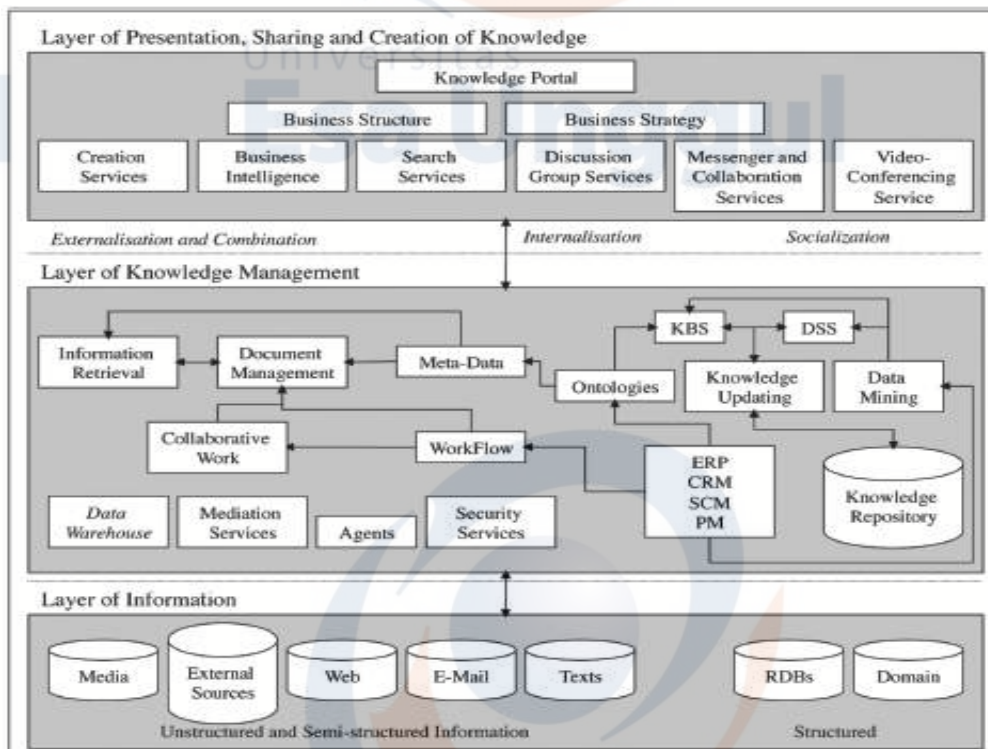 Layer of Presentation, Sharing and Creation of Knowledge
Universitas
Esa Unggul
Knowledge Portal
Business Structure
Business Strategy
Creation
Services
Business
Intelligence
Search
Services
Discussion
Group Services
Messenger and
Collaboration
Services
Video-
Conferencing
Service
Externalisation and Combination
Internalisation
Socialization
Layer of Knowledge Management
KBS
DSS
Information
Retrieval
Document
Management
Meta-Data
Ontologies
Knowledge
Updating
Data
Mining
Collaborative
Work
WorkFlow
ERP
CRM
SCM
PM
Knowledge
Repository
Data
Warehouse
Mediation
Services
Agents
Security
Services
Layer of Information
Media
External
Sources
Web
E-Mail
Texts
RDBs
Domain
Unstructured and Semi-structured Information
Structured